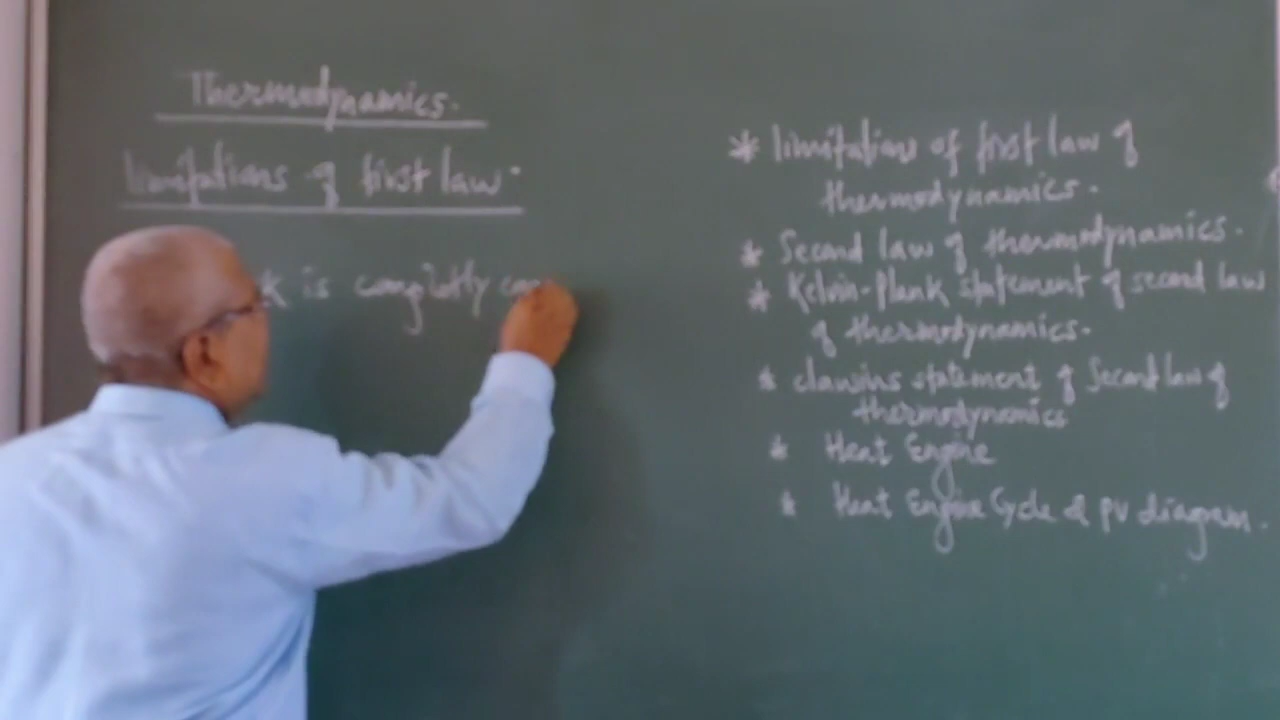 Thermodynamics.
limitations of first law.
k is completly con
* limitations of first law of
thermodynamics.
* Second law of thermodynamics.
* Kelvin-Plank statement of second law
of thermodynamics.
* clausius statement of Second law of
thermodynamics
* Heat Engine
* Heat Engine Cycle & PV diagram.